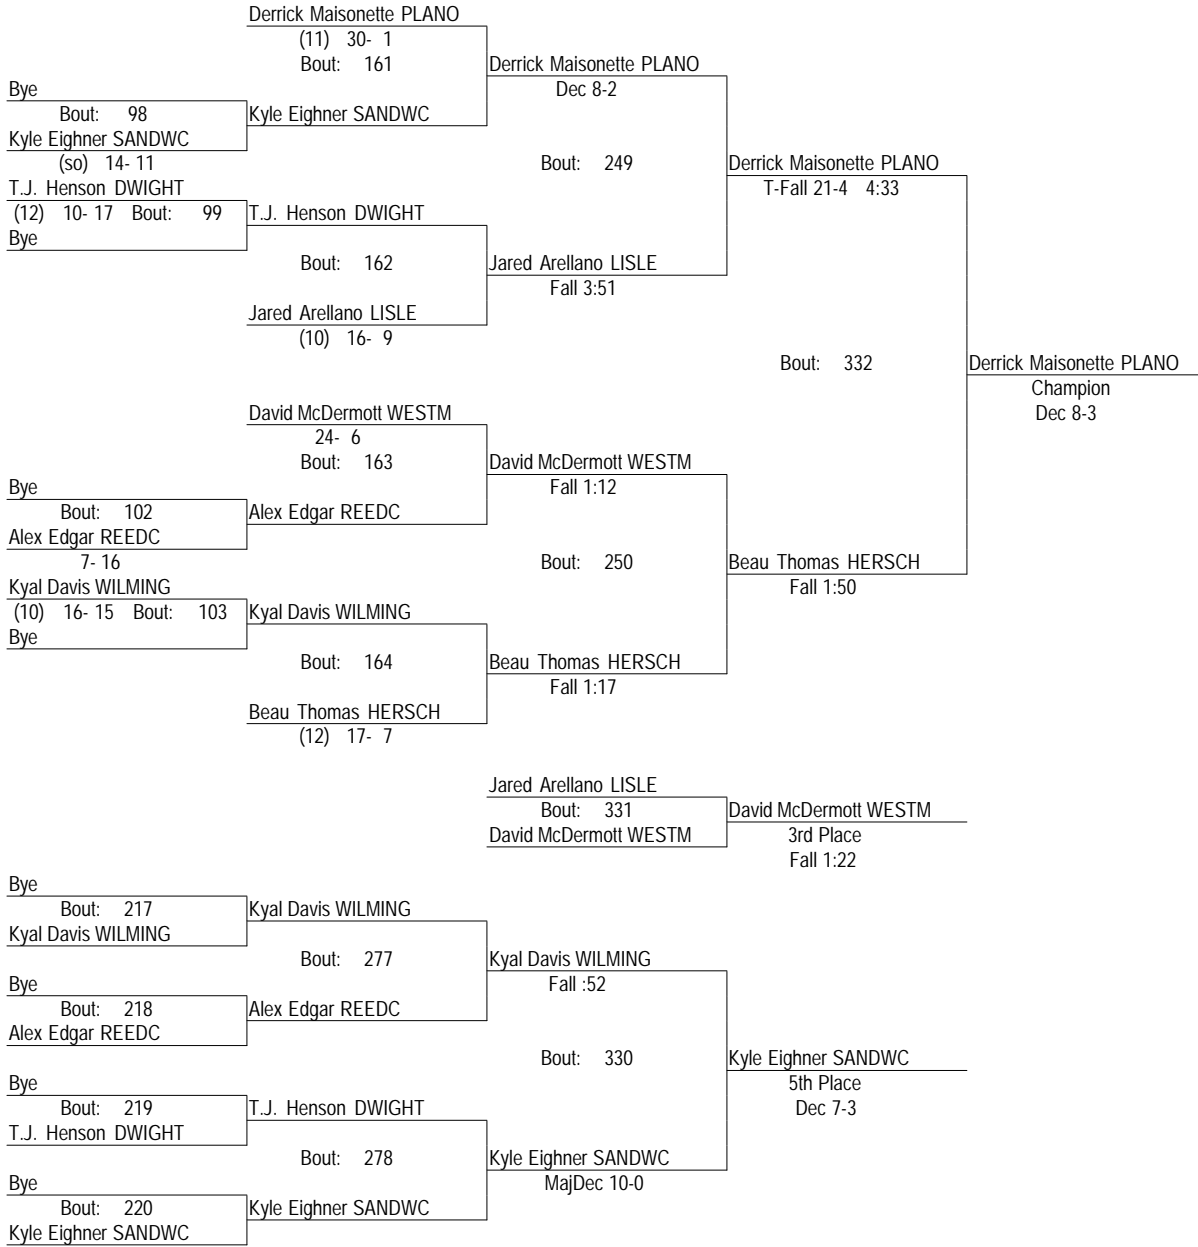 Derrick Maisonette PLANO
(11) 30- 1
Bout: 161
Derrick Maisonette PLANO
Dec 8-2
Bye
Bout: 98
Kyle Eighner SANDWC
Kyle Eighner SANDWC
(so) 14- 11
Bout: 249
Derrick Maisonette PLANO
T-Fall 21-4 4:33
T.J. Henson DWIGHT
(12) 10- 17 Bout: 99
T.J. Henson DWIGHT
Bye
Bout: 162
Jared Arellano LISLE
Fall 3:51
Jared Arellano LISLE
(10) 16- 9
Bout: 332
Derrick Maisonette PLANO
Champion
Dec 8-3
David McDermott WESTM
24- 6
Bout: 163
David McDermott WESTM
Fall 1:12
Bye
Bout: 102
Alex Edgar REEDC
Alex Edgar REEDC
7- 16
Bout: 250
Beau Thomas HERSCH
Fall 1:50
Kyal Davis WILMING
(10) 16- 15 Bout: 103
Kyal Davis WILMING
Bye
Bout: 164
Beau Thomas HERSCH
Fall 1:17
Beau Thomas HERSCH
(12) 17- 7
Jared Arellano LISLE
Bout: 331
David McDermott WESTM
David McDermott WESTM
3rd Place
Fall 1:22
Bye
Bout: 217
Kyal Davis WILMING
Kyal Davis WILMING
Bout: 277
Kyal Davis WILMING
Fall :52
Bye
Bout: 218
Alex Edgar REEDC
Alex Edgar REEDC
Bout: 330
Kyle Eighner SANDWC
5th Place
Dec 7-3
Bye
Bout: 219
T.J. Henson DWIGHT
T.J. Henson DWIGHT
Bout: 278
Kyle Eighner SANDWC
MajDec 10-0
Bye
Bout: 220
Kyle Eighner SANDWC
Kyle Eighner SANDWC